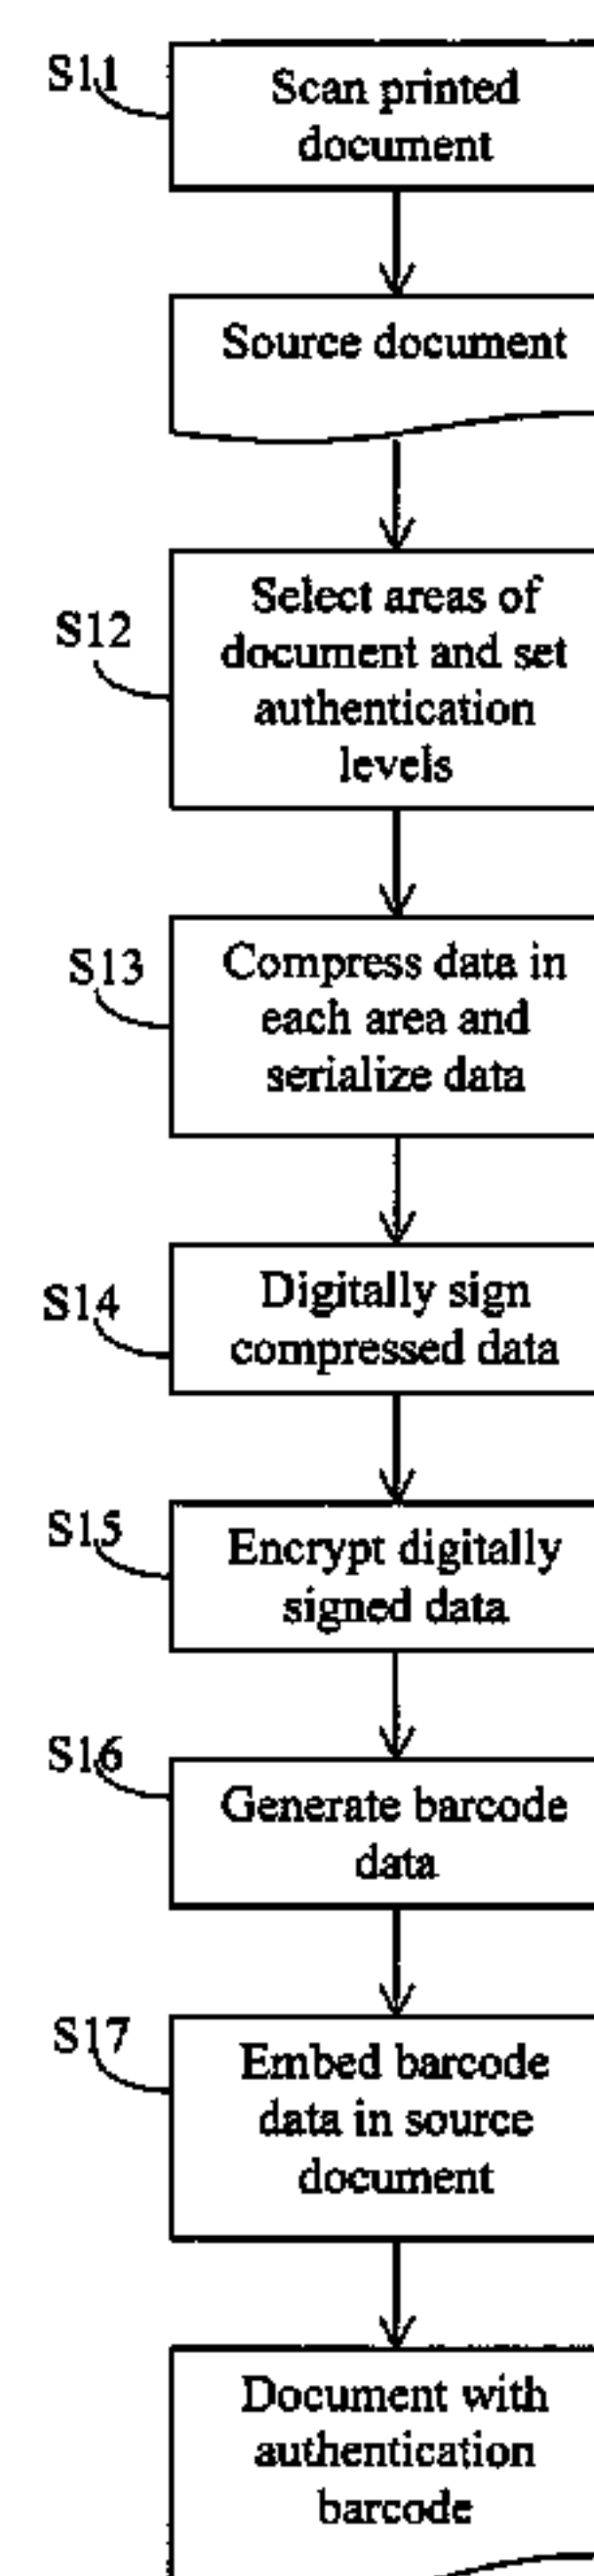 S11
Scan printed
document
Source document
S12
Select areas of
document and set
authentication
levels
S13
Compress data in
each area and
serialize data
S14
Digitally sign
compressed data
S15
Encrypt digitally
signed data
S16
Generate barcode
data
S17
Embed barcode
data in source
document
Document with
authentication
barcode